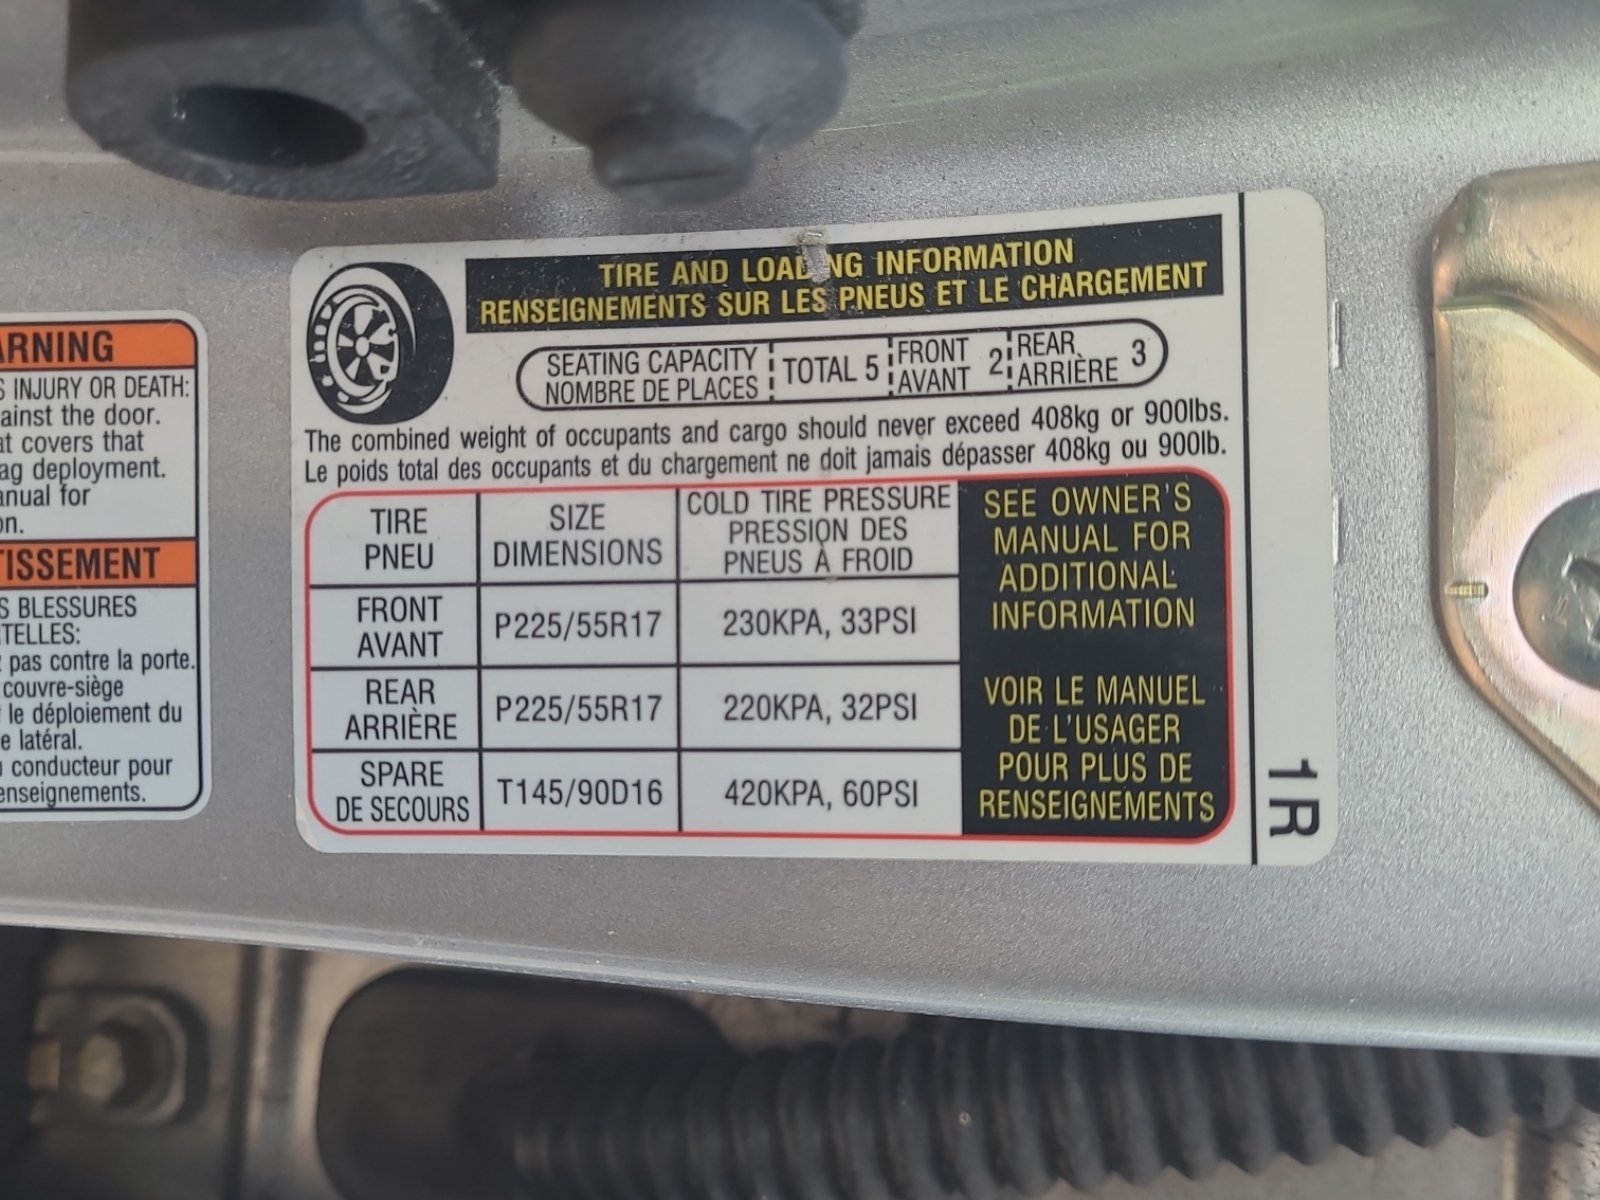 ARNING
S INJURY OR DEATH:
ainst the door.
at covers that
ag deployment.
anual for
on.
TISSEMENT
S BLESSURES
TELLES:
pas contre la porte.
couvre-siège
le déploiement du
e latéral.
conducteur pour
enseignements.
TIRE AND LOADING INFORMATION
RENSEIGNEMENTS SUR LES PNEUS ET LE CHARGEMENT
SEATING CAPACITY
NOMBRE DE PLACES
TOTAL 5
FRONT
AVANT
2
REAR
ARRIÈRE
3
The combined weight of occupants and cargo should never exceed 408kg or 900lbs.
Le poids total des occupants et du chargement ne doit jamais dépasser 408kg ou 900lb.
TIRE
PNEU
SIZE
DIMENSIONS
COLD TIRE PRESSURE
PRESSION DES
PNEUS À FROID
FRONT
AVANT
P225/55R17
230KPA, 33PSI
REAR
ARRIÈRE
P225/55R17
220KPA, 32PSI
SPARE
DE SECOURS
T145/90D16
420KPA, 60PSI
SEE OWNER'S
MANUAL FOR
ADDITIONAL
INFORMATION
VOIR LE MANUEL
DE L'USAGER
POUR PLUS DE
RENSEIGNEMENTS
1R